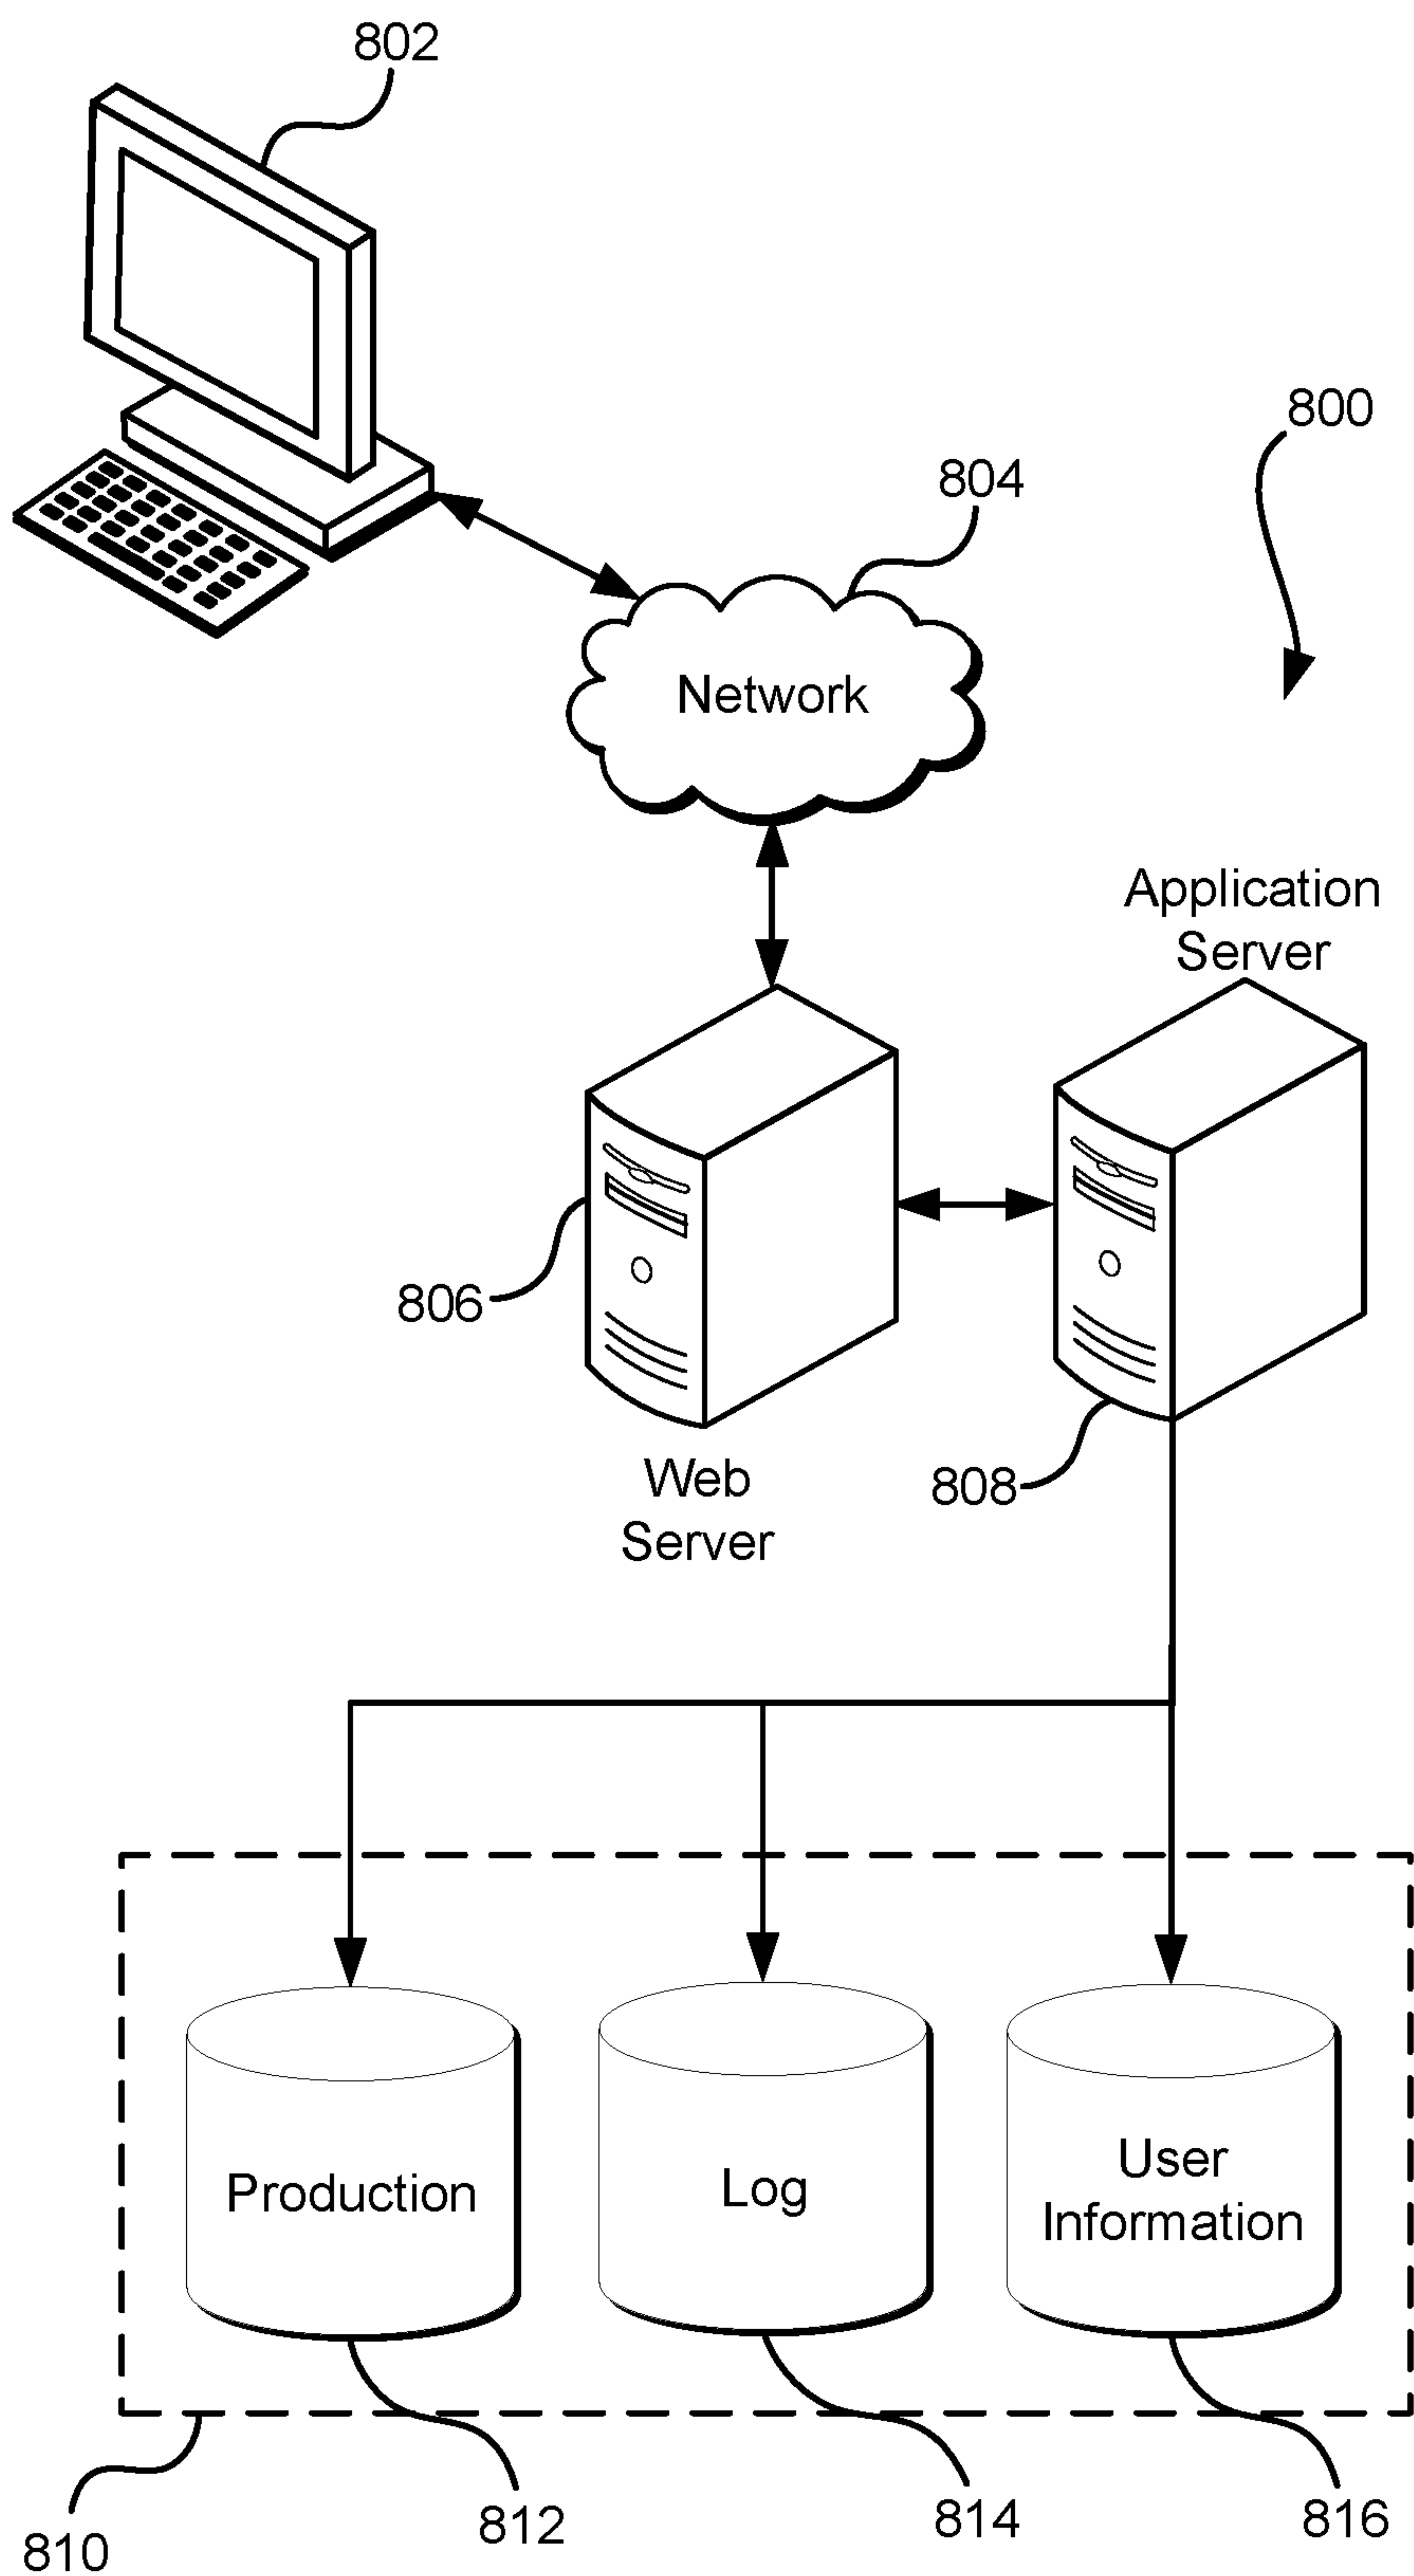 802
800
804
Network
Application
Server
806
Web
Server
808
Production
Log
User
Information
810
812
814
816